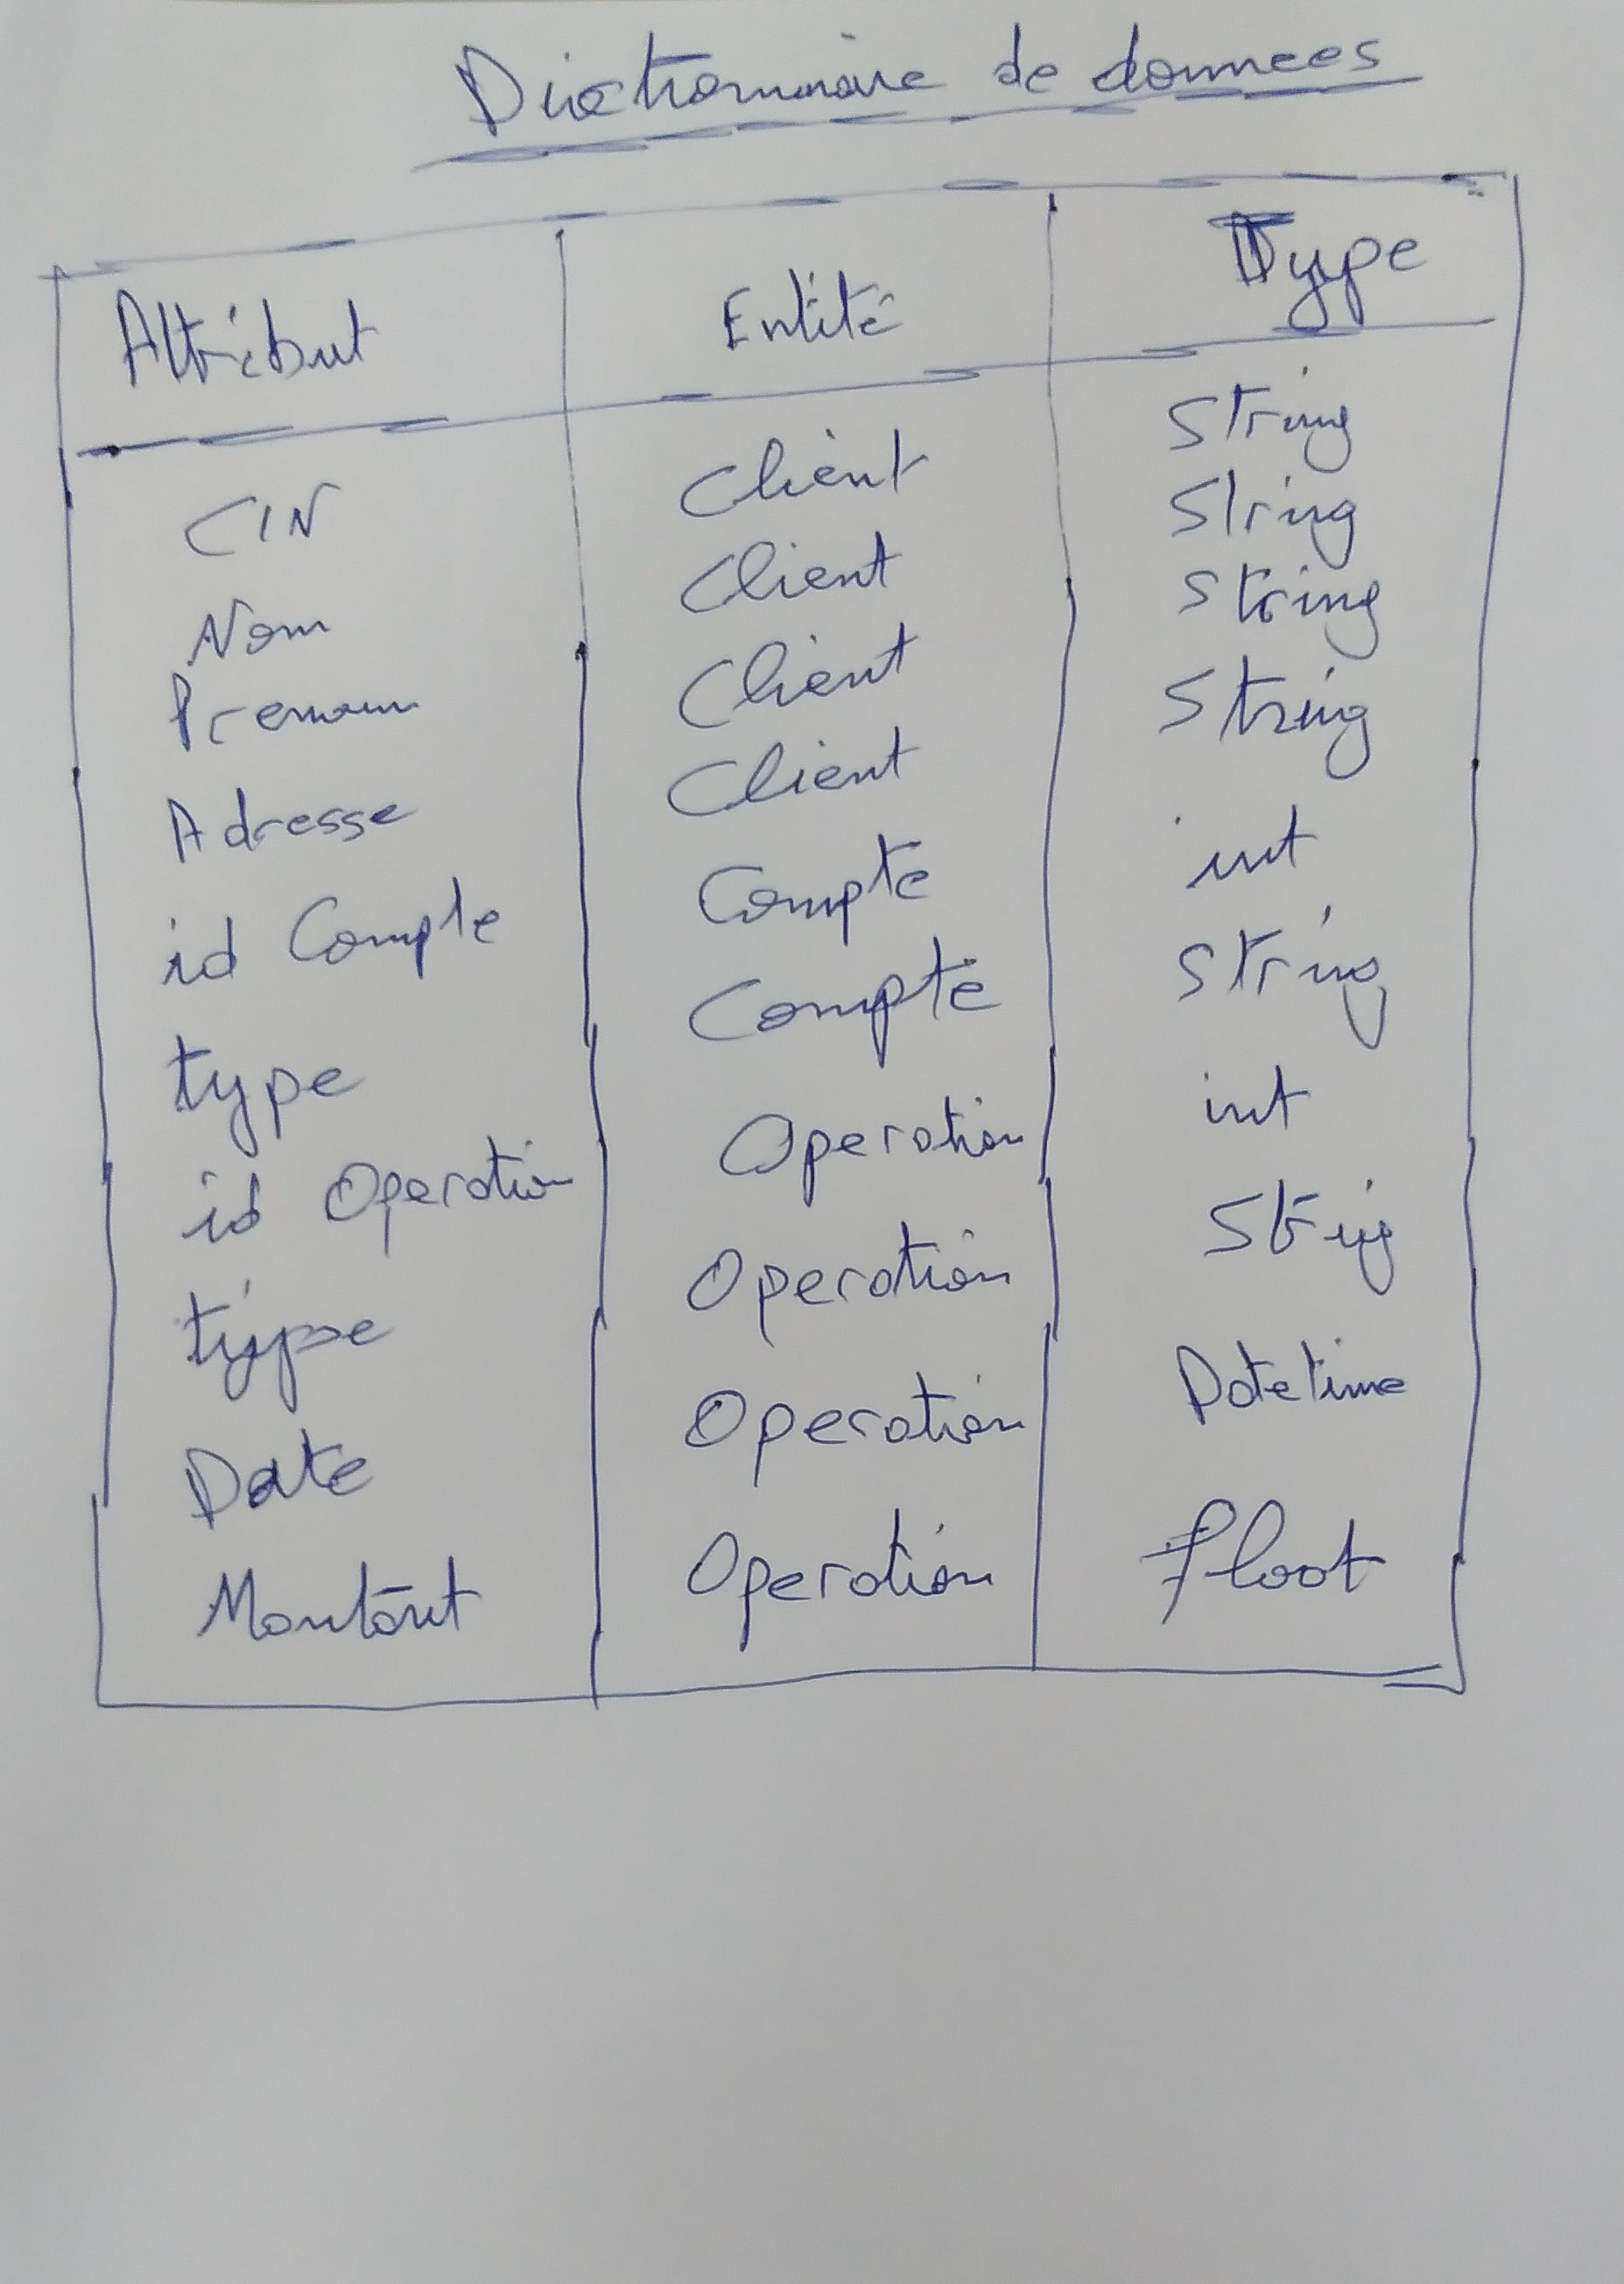 Dictionnaire de donnees
Attribut Entité Type
CIN Client String
Nom Client String
Prenom Client String
Adresse Client String
id Compte Compte int
type Compte String
id Operation Operation int
type Operation String
Date Operation Datetime
Montant Operation float